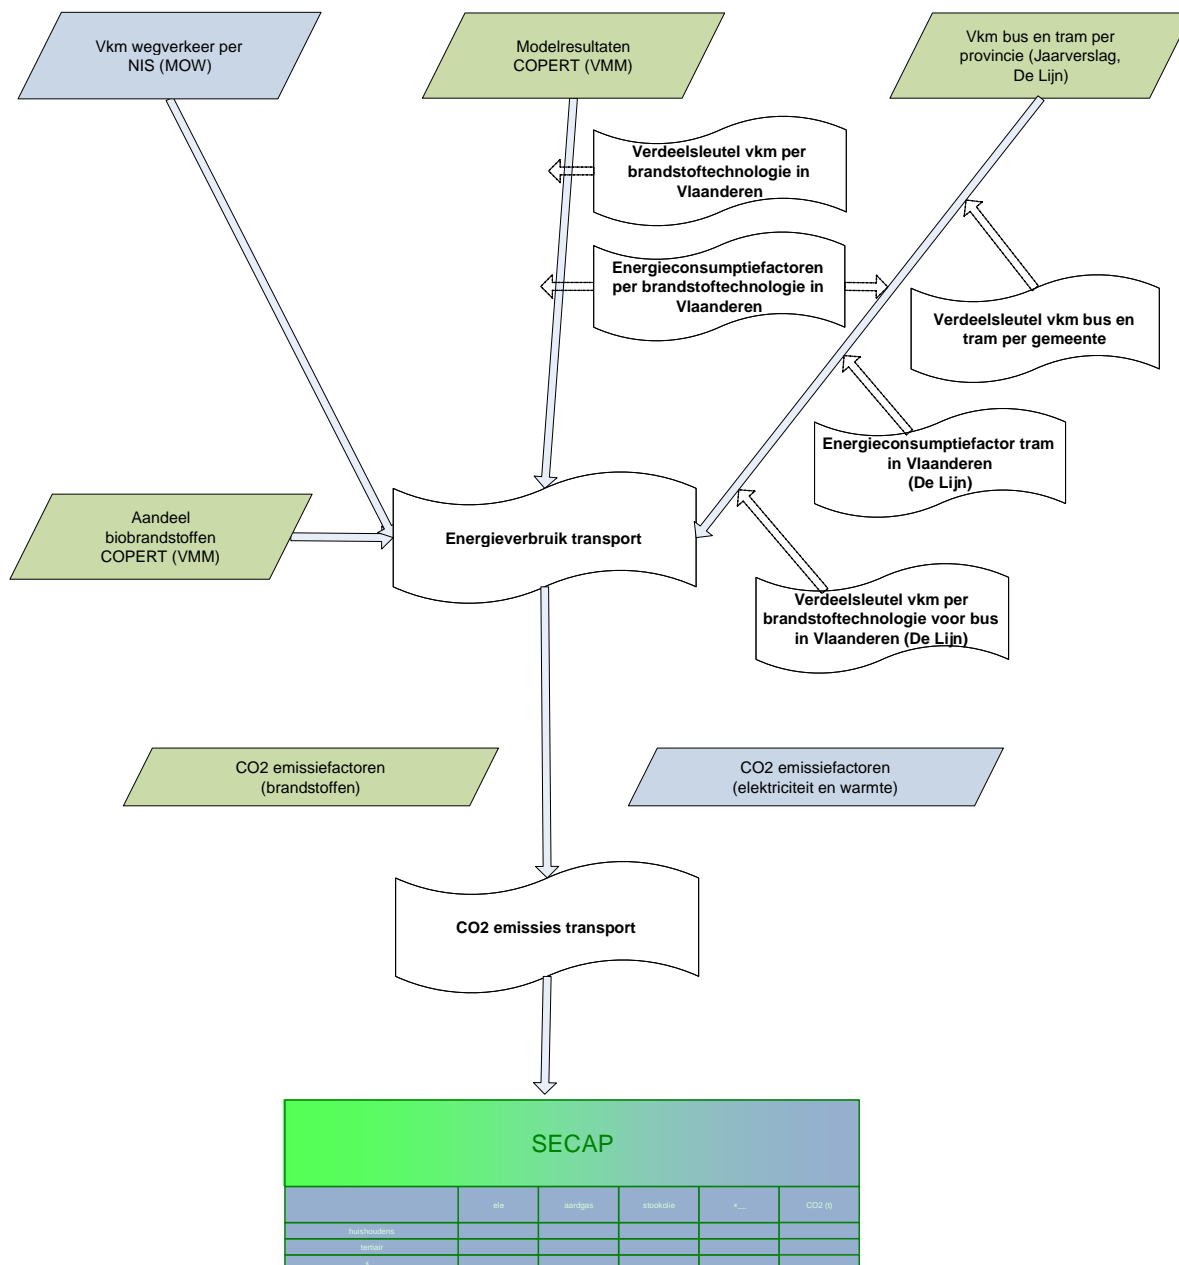 Vkm wegverkeer per
NIS (MOW)
Modelresultaten
COPERT (VMM)
Vkm bus en tram per
provincie (Jaarverslag,
De Lijn)
Verdeelsleutel vkm per
brandstoftechnologie in
Vlaanderen
Energieconsumptiefactoren
per brandstoftechnologie in
Vlaanderen
Verdeelsleutel vkm bus en
tram per gemeente
Energieconsumptiefactor tram
in Vlaanderen
(De Lijn)
Aandeel
biobrandstoffen
COPERT (VMM)
Energieverbruik transport
Verdeelsleutel vkm per
brandstoftechnologie voor bus
in Vlaanderen (De Lijn)
CO2 emissiefactoren
(brandstoffen)
CO2 emissiefactoren
(elektriciteit en warmte)
CO2 emissies transport
SECAP
ele aardgas stookolie CO2 (t)
huishoudens
tertiair